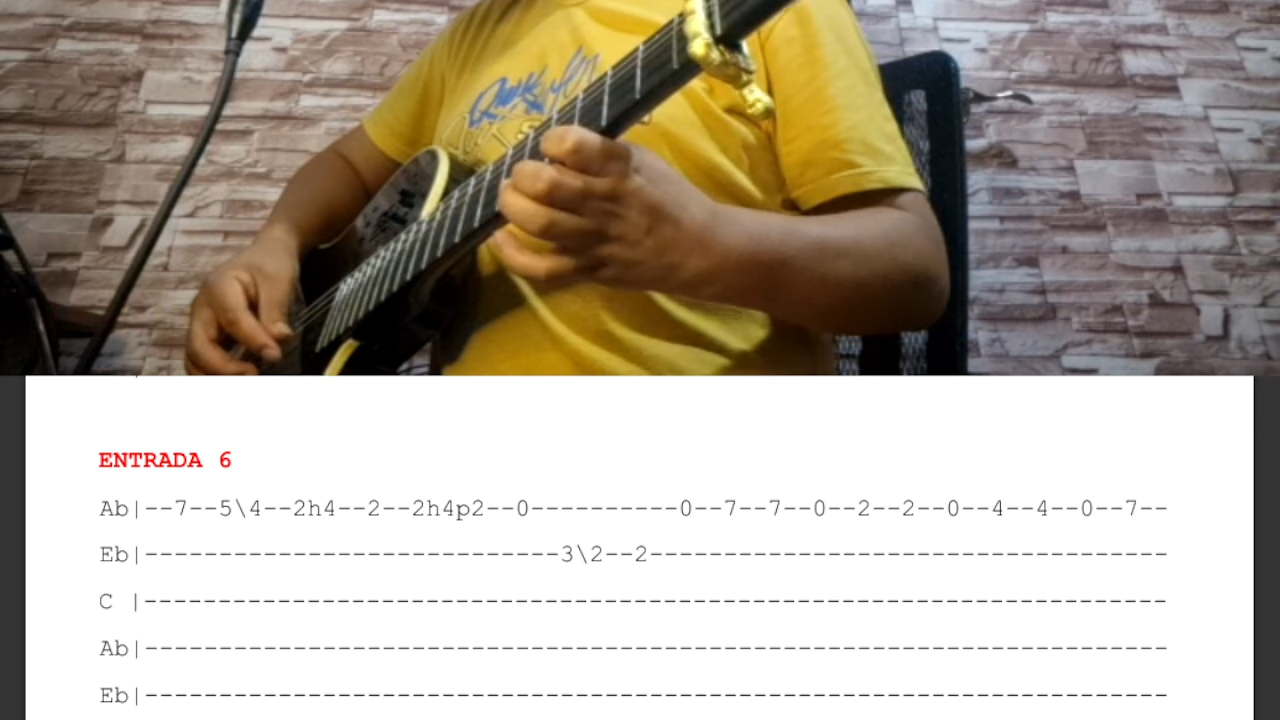 ENTRADA 6
Ab|--7--5\4--2h4--2--2h4p2--0----------0--7--7--0--2--2--0--4--4--0--7--
Eb|----------------------------3\2--2-----------------------------------
C |---------------------------------------------------------------------
Ab|---------------------------------------------------------------------
Eb|---------------------------------------------------------------------